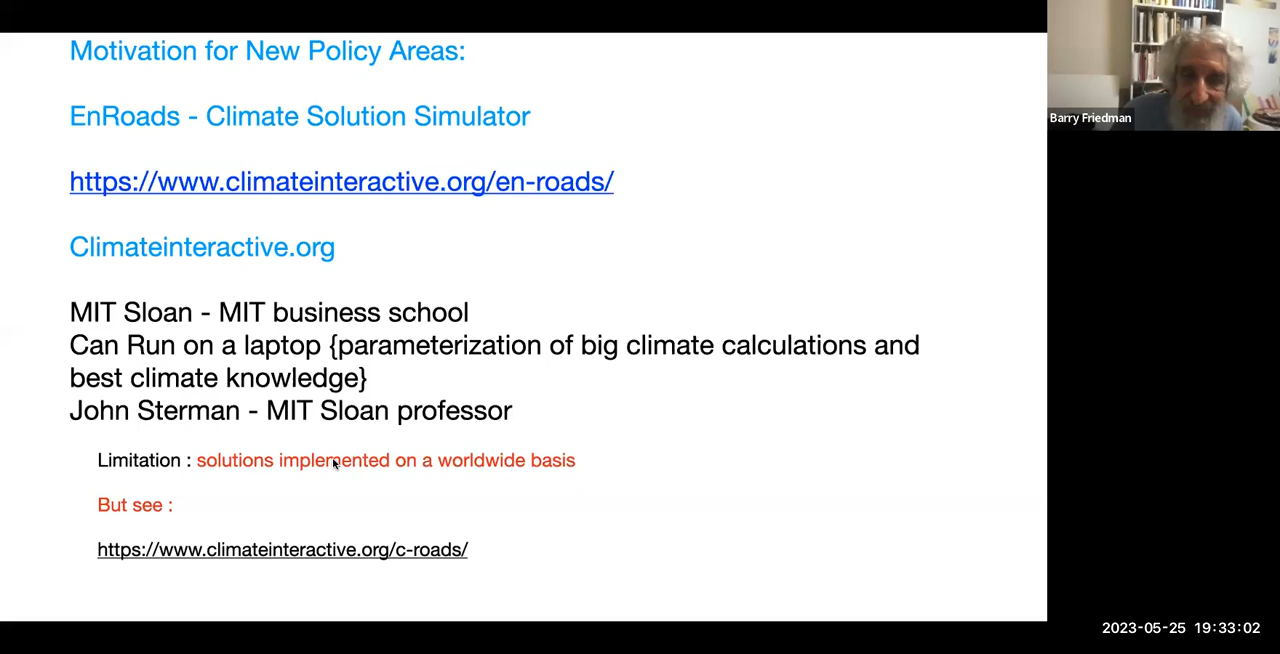 Motivation for New Policy Areas:
EnRoads - Climate Solution Simulator
https://www.climateinteractive.org/en-roads/
Climateinteractive.org
MIT Sloan - MIT business school
Can Run on a laptop {parameterization of big climate calculations and
best climate knowledge}
John Sterman - MIT Sloan professor
Limitation : solutions implemented on a worldwide basis
But see :
https://www.climateinteractive.org/c-roads/
Barry Friedman
2023-05-25 19:33:02